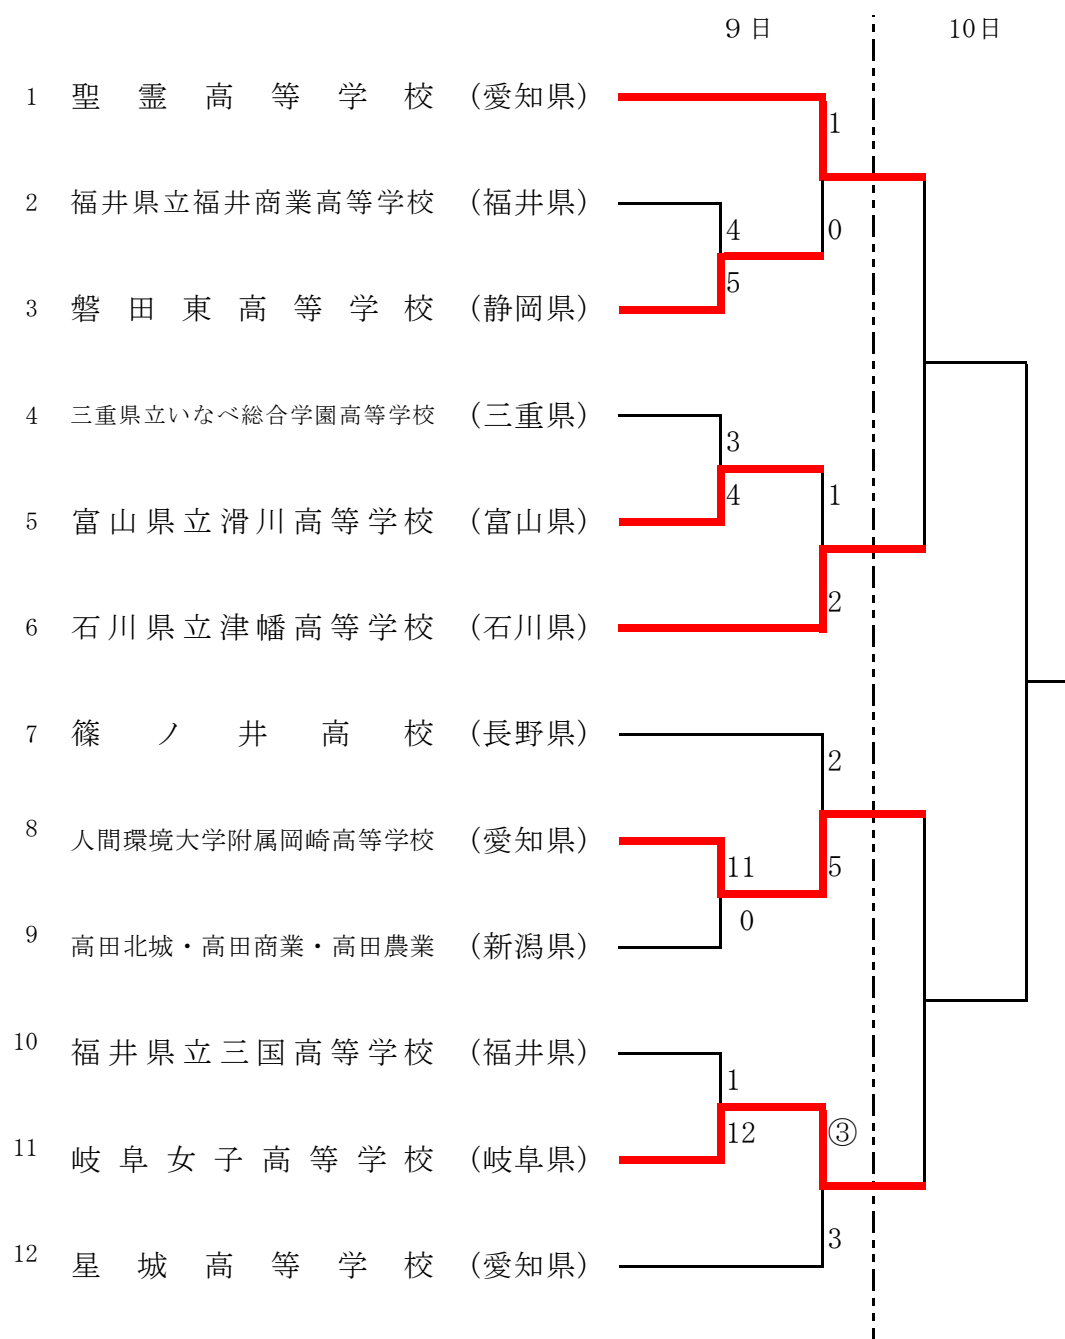 ９日 10日
1 聖霊高等学校 (愛知県)
1
2 福井県立福井商業高等学校 (福井県)
4 0
5
3 磐田東高等学校 (静岡県)
4 三重県立いなべ総合学園高等学校 (三重県)
3
4 1
5 富山県立滑川高等学校 (富山県)
2
6 石川県立津幡高等学校 (石川県)
7 篠ノ井高校 (長野県)
2
8 人間環境大学附属岡崎高等学校 (愛知県)
11 5
0
9 高田北城・高田商業・高田農業 (新潟県)
10 福井県立三国高等学校 (福井県)
1
12 ③
11 岐阜女子高等学校 (岐阜県)
3
12 星城高等学校 (愛知県)